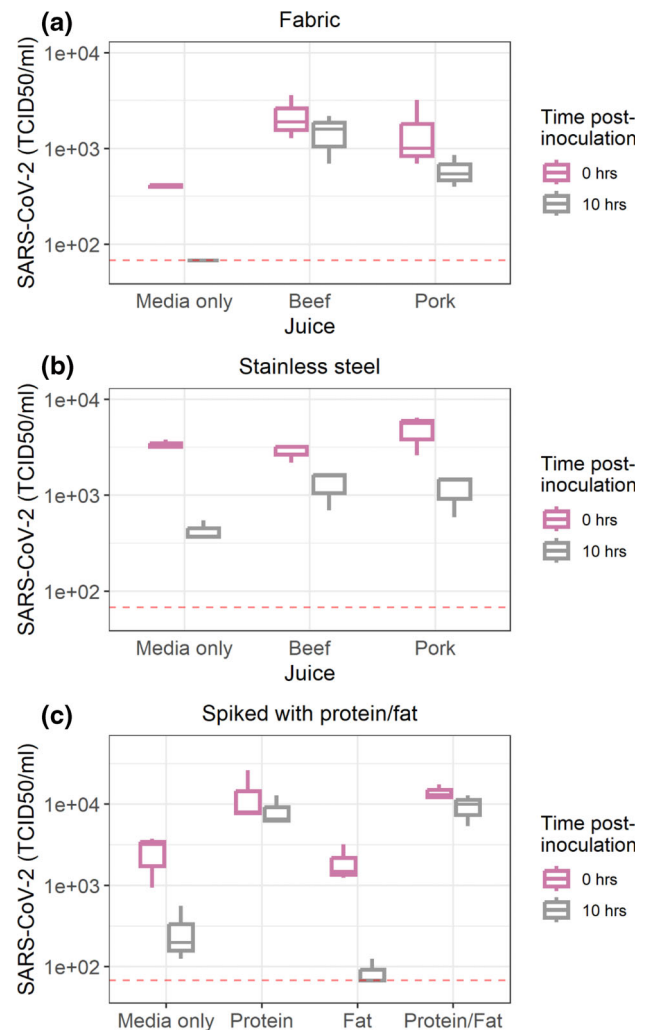 (a)
Fabric
SARS-CoV-2 (TCID50/ml)
1e+04
1e+03
1e+02
Media only Beef Pork
Juice
Time post-
inoculation
0 hrs
10 hrs
(b)
Stainless steel
SARS-CoV-2 (TCID50/ml)
1e+04
1e+03
1e+02
Media only Beef Pork
Juice
Time post-
inoculation
0 hrs
10 hrs
(c)
Spiked with protein/fat
SARS-CoV-2 (TCID50/ml)
1e+04
1e+03
1e+02
Media only Protein Fat Protein/Fat
Time post-
inoculation
0 hrs
10 hrs